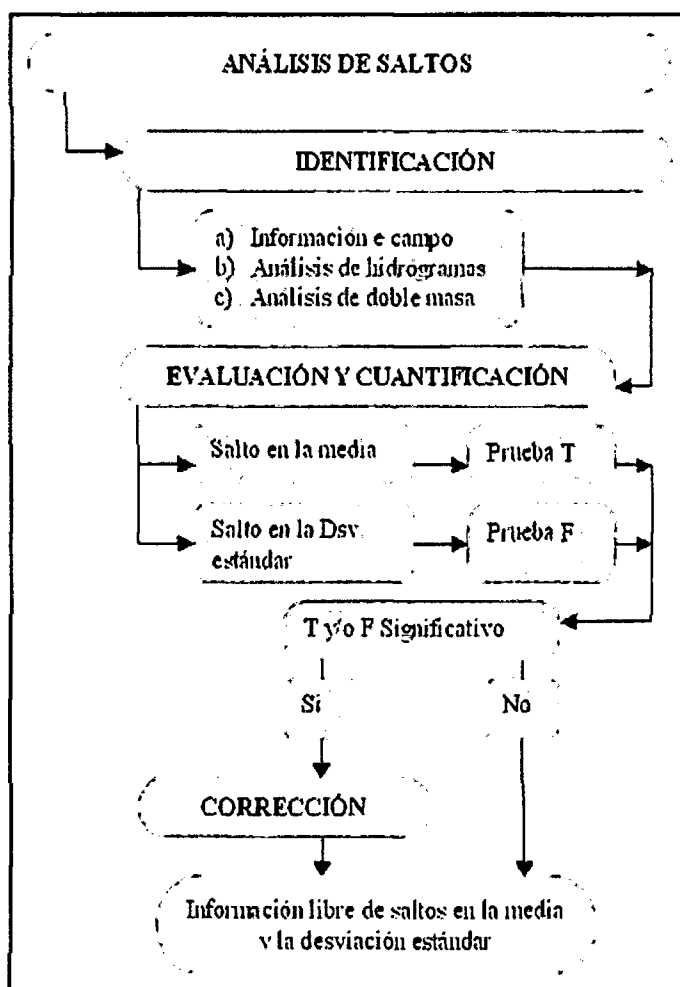 ANÁLISIS DE SALTOS
IDENTIFICACIÓN
a) Información e campo
b) Análisis de hidrógramas
c) Análisis de doble masa
EVALUACIÓN Y CUANTIFICACIÓN
Salto en la media
Prueba T
Salto en la Dsv.
estándar
Prueba F
T y/o F Significativo
Si
No
CORRECCIÓN
Información libre de saltos en la media
y la desviación estándar